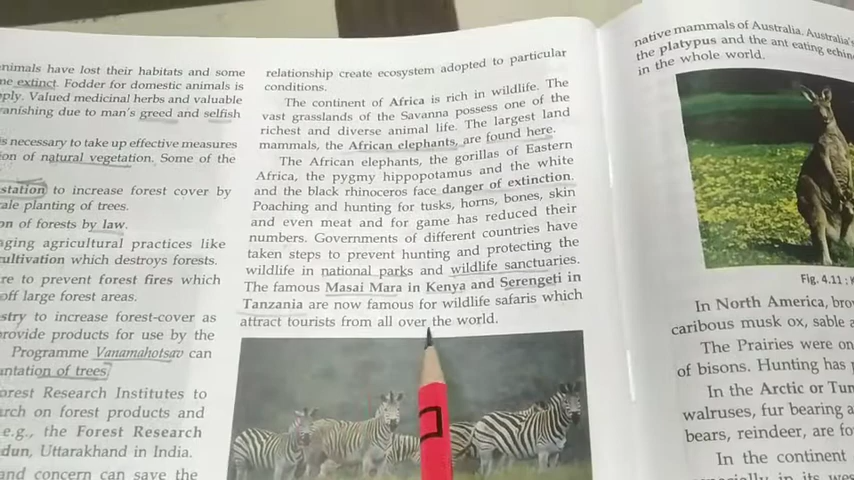 nimals have lost their habitats and some
ne extinct. Fodder for domestic animals is
ply. Valued medicinal herbs and valuable
anishing due to man's greed and selfish
is necessary to take up effective measures
on of natural vegetation. Some of the
station) to increase forest cover by
ale planting of trees.
on of forests by law.
aging agricultural practices like
ultivation which destroys forests.
re to prevent forest fires which
off large forest areas.
stry to increase forest-cover as
provide products for use by the
Programme Vanamahotsav can
ntation of trees]
orest Research Institutes to
rch on forest products and
e.g., the Forest Research
dun, Uttarakhand in India.
and concern can save the
relationship create ecosystem adopted to particular
conditions.
The continent of Africa is rich in wildlife. The
vast grasslands of the Savanna possess one of the
richest and diverse animal life. The largest land
mammals, the African elephants, are found here.
The African elephants, the gorillas of Eastern
Africa, the pygmy hippopotamus and the white
and the black rhinoceros face danger of extinction.
Poaching and hunting for tusks, horns, bones, skin
and even meat and for game has reduced their
numbers. Governments of different countries have
taken steps to prevent hunting and protecting the
wildlife in national parks and wildlife sanctuaries.
The famous Masai Mara in Kenya and Serengeti in
Tanzania are now famous for wildlife safaris which
attract tourists from all over the world.
native mammals of Australia. Australia's
the platypus and the ant eating echin
in the whole world.
Fig. 4.11: K
In North America, bro
caribous musk ox, sable a
The Prairies were on
of bisons. Hunting has
In the Arctic or Tun
walruses, fur bearing a
bears, reindeer, are fo
In the continent
especially in its wes